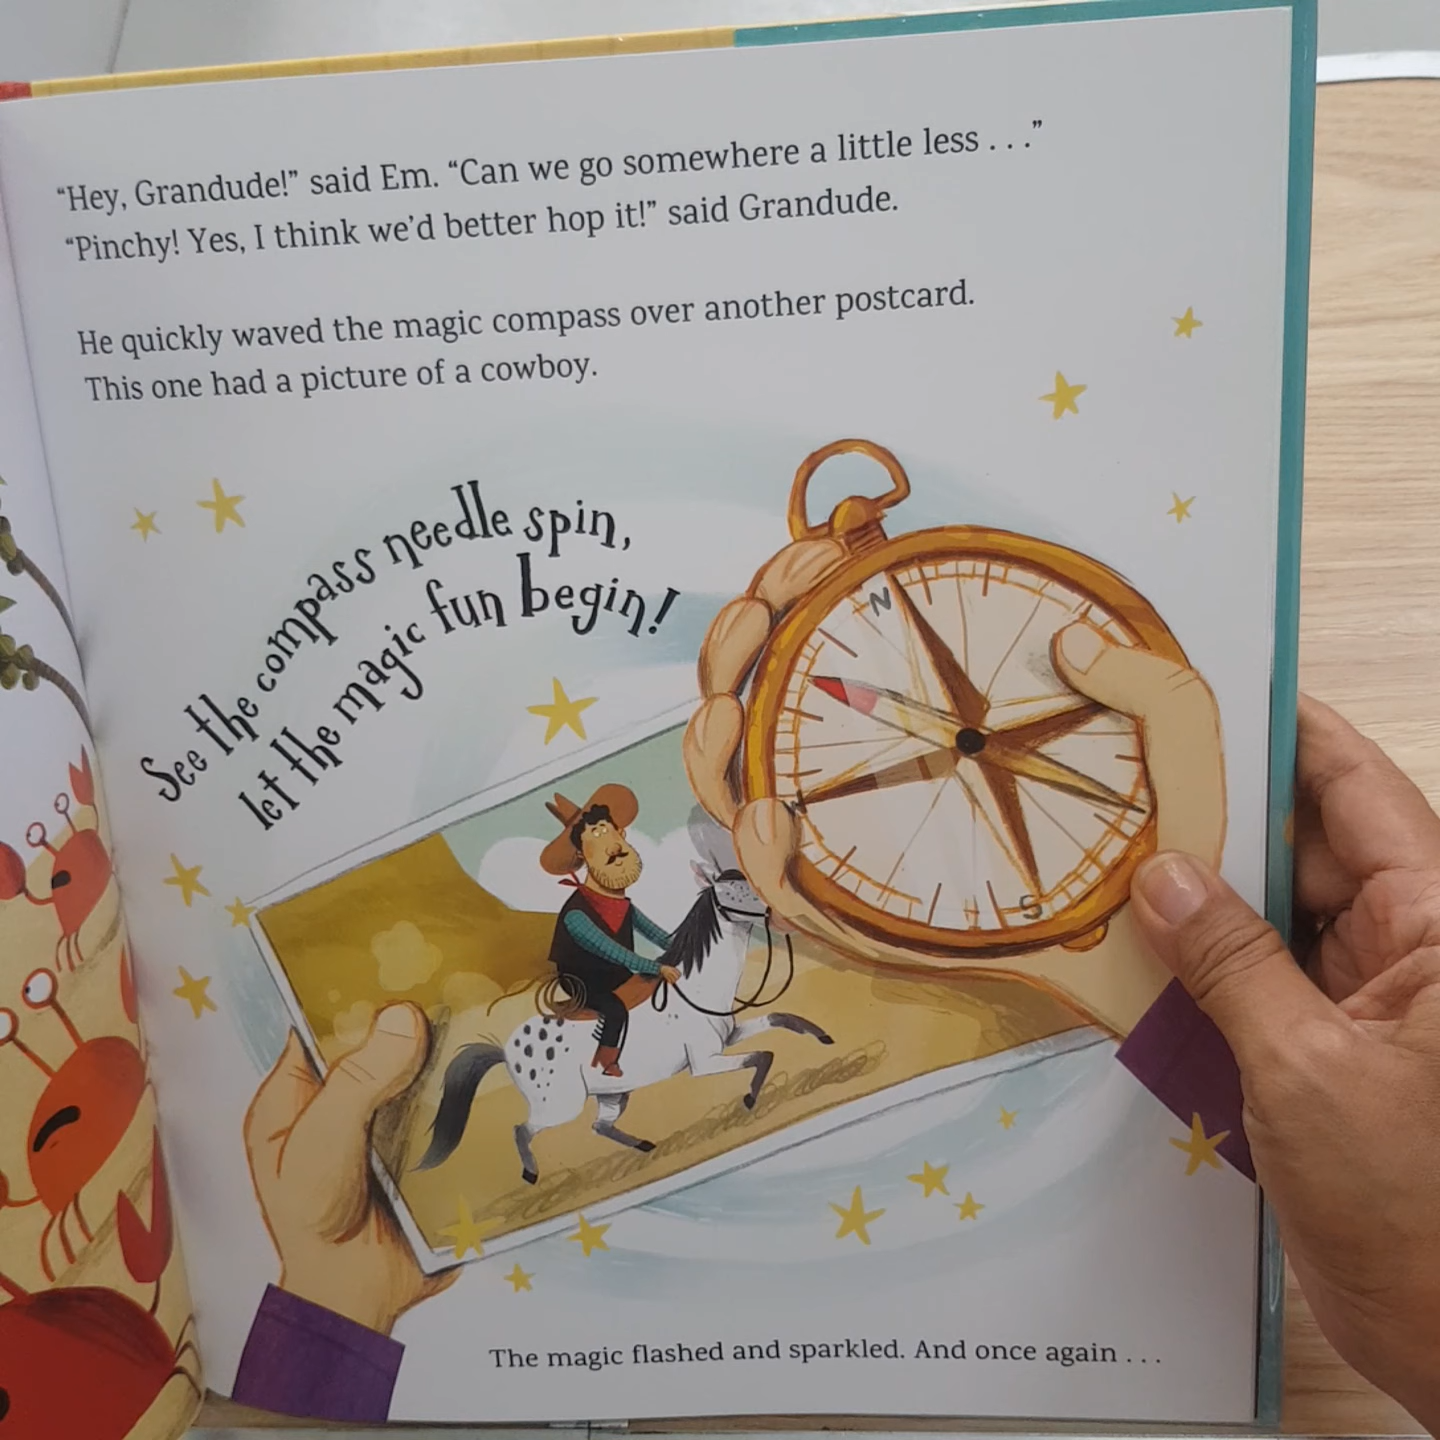 “Hey, Grandude!” said Em. “Can we go somewhere a little less . . .”
“Pinchy! Yes, I think we’d better hop it!” said Grandude.
He quickly waved the magic compass over another postcard.
This one had a picture of a cowboy.
See the compass needle spin,
let the magic fun begin!
N
W
S
The magic flashed and sparkled. And once again . . .